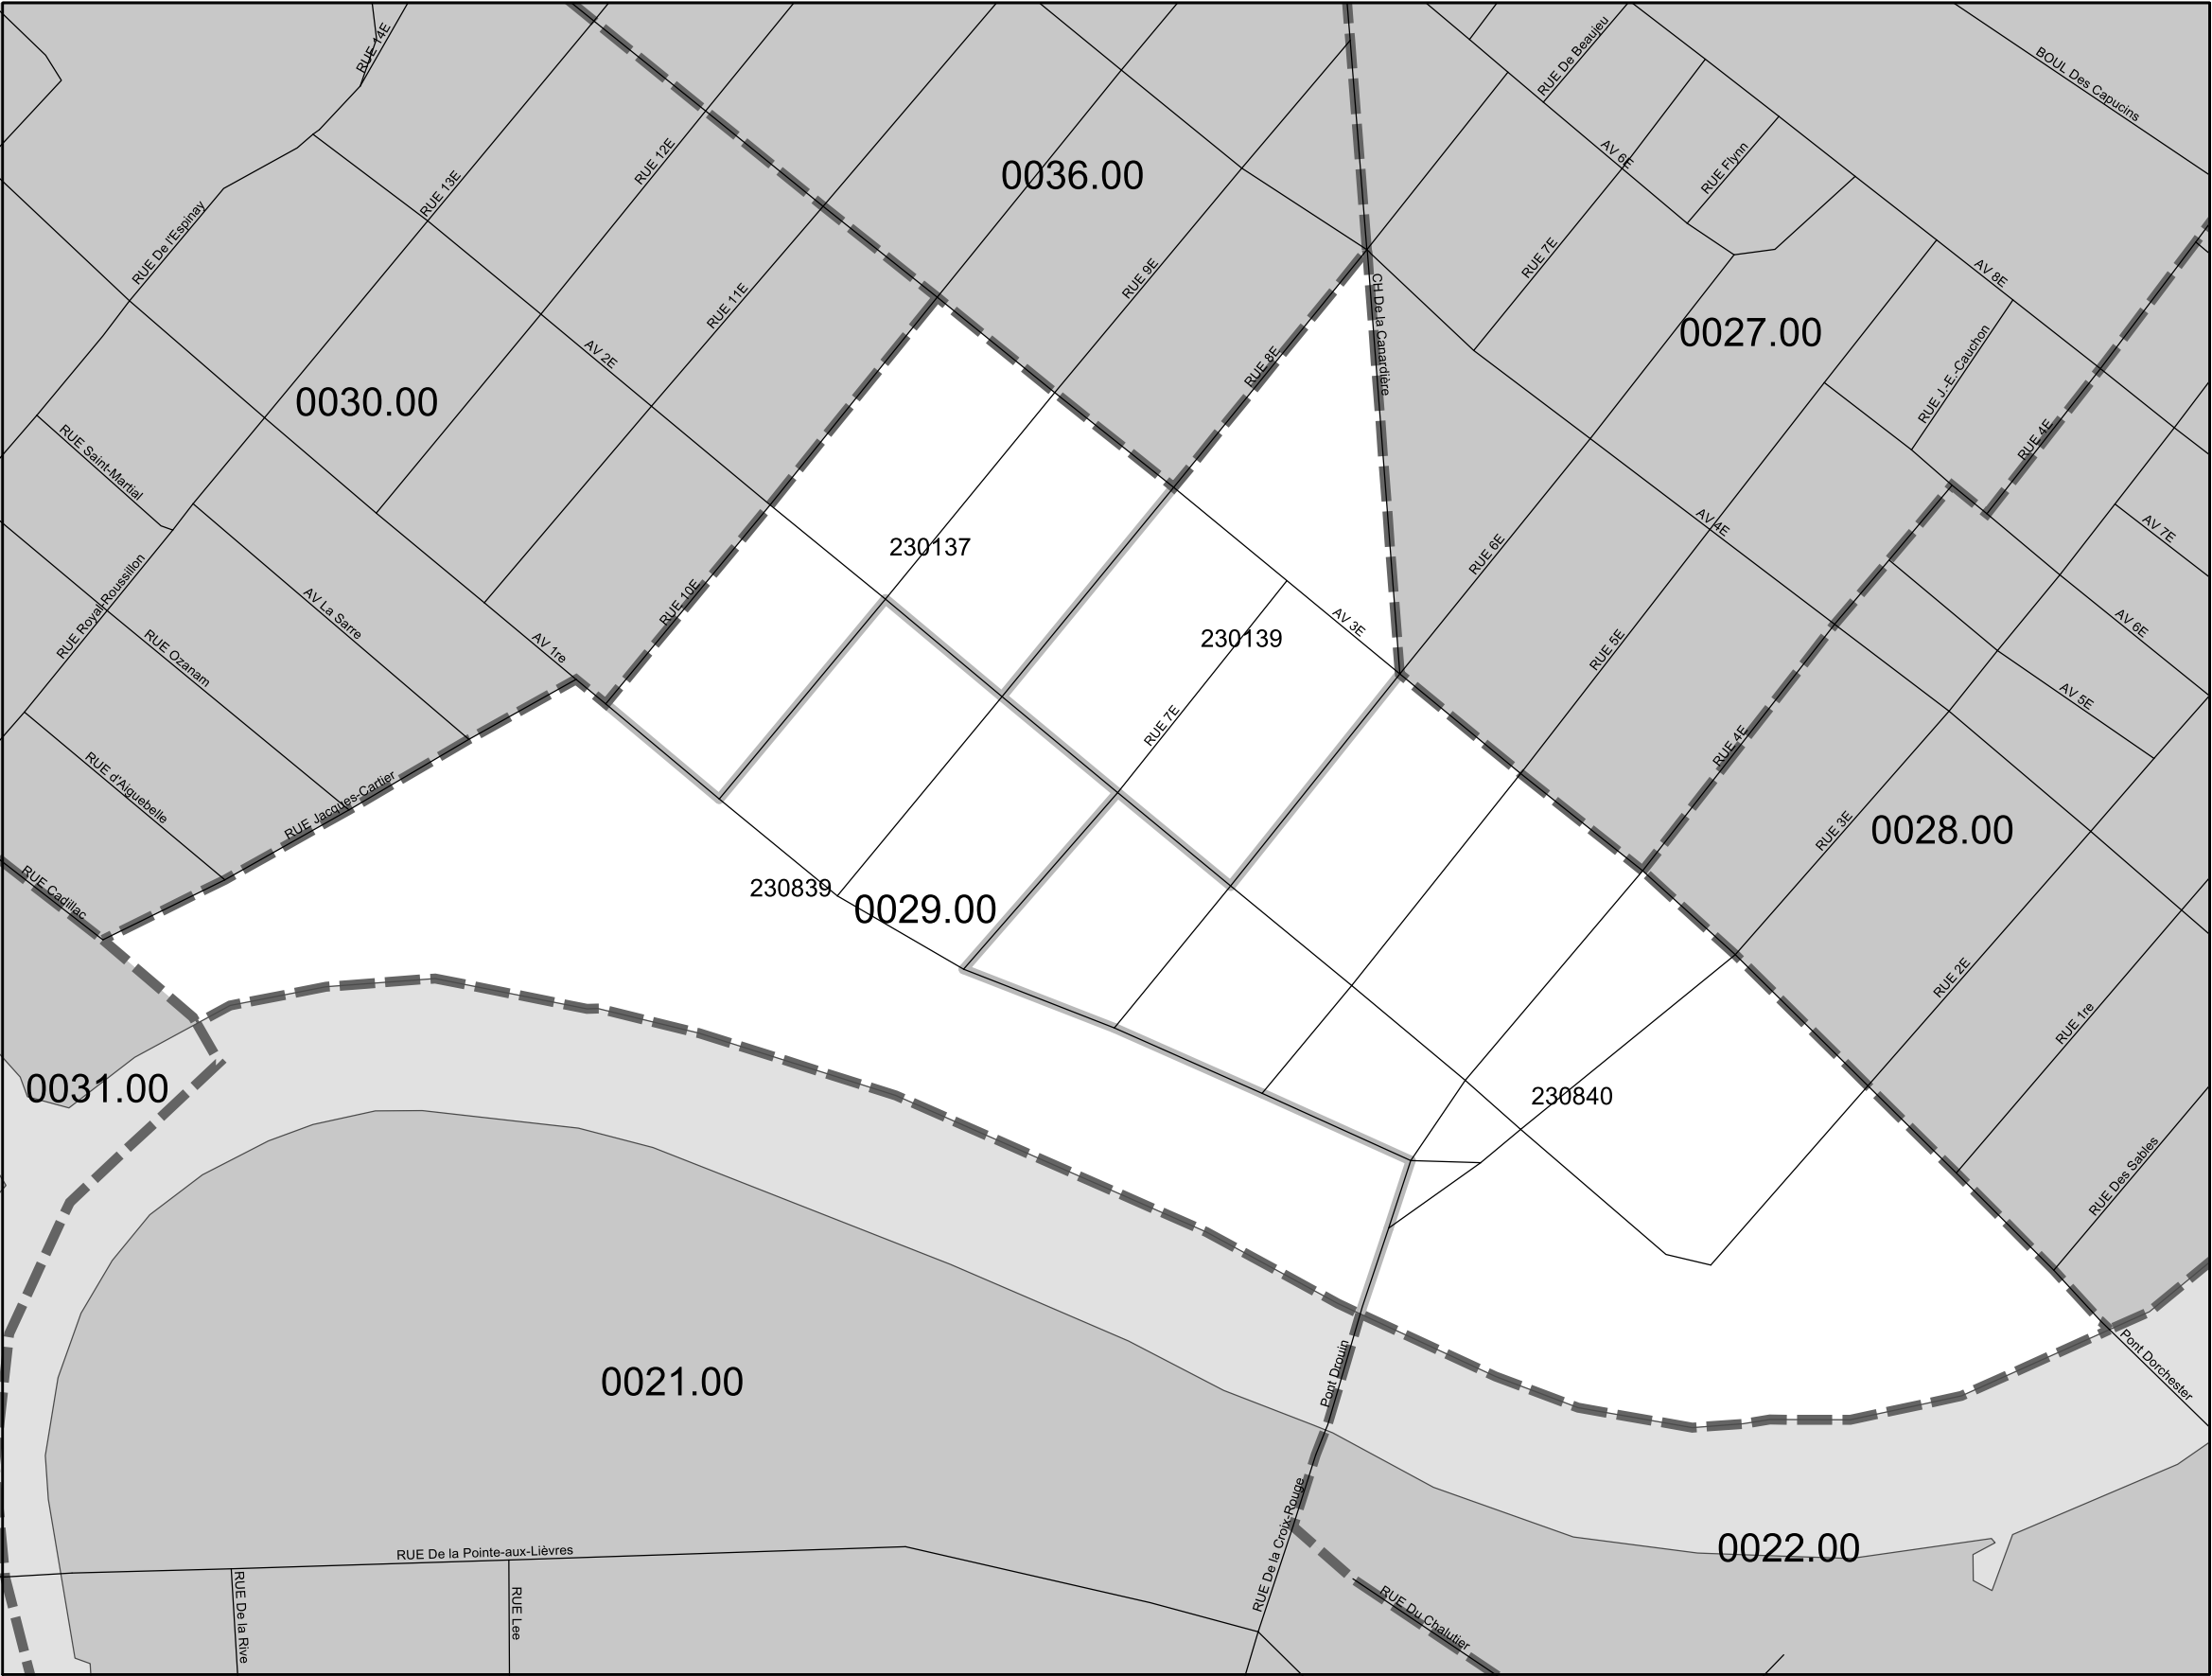 RUE 14E
RUE De Beaujeu
BOUL Des Capucins
RUE 13E
RUE 12E
0036.00
AV 6E
RUE Flynn
RUE De l'Espinay
RUE 9E
RUE 7E
AV 8E
RUE 11E
CH De la Canardière
0027.00
AV 2E
RUE 8E
RUE J.-E.-Cauchon
0030.00
RUE Saint-Martial
RUE 4E
230137
RUE 6E
AV 4E
AV 7E
RUE Royal-Roussillon
AV La Sarre
RUE 10E
AV 3E
230139
RUE 5E
AV 6E
RUE Ozanam
AV 1re
AV 5E
RUE 7E
RUE 4E
RUE d'Aiguebelle
RUE Jacques-Cartier
RUE 3E
0028.00
RUE Cadillac
230839
0029.00
RUE 2E
RUE 1re
0031.00
230840
RUE Des Sables
Pont Drouin
Pont Dorchester
0021.00
RUE De la Croix-Rouge
0022.00
RUE De la Pointe-aux-Lièvres
RUE De la Rive
RUE Lee
RUE Du Chalutier